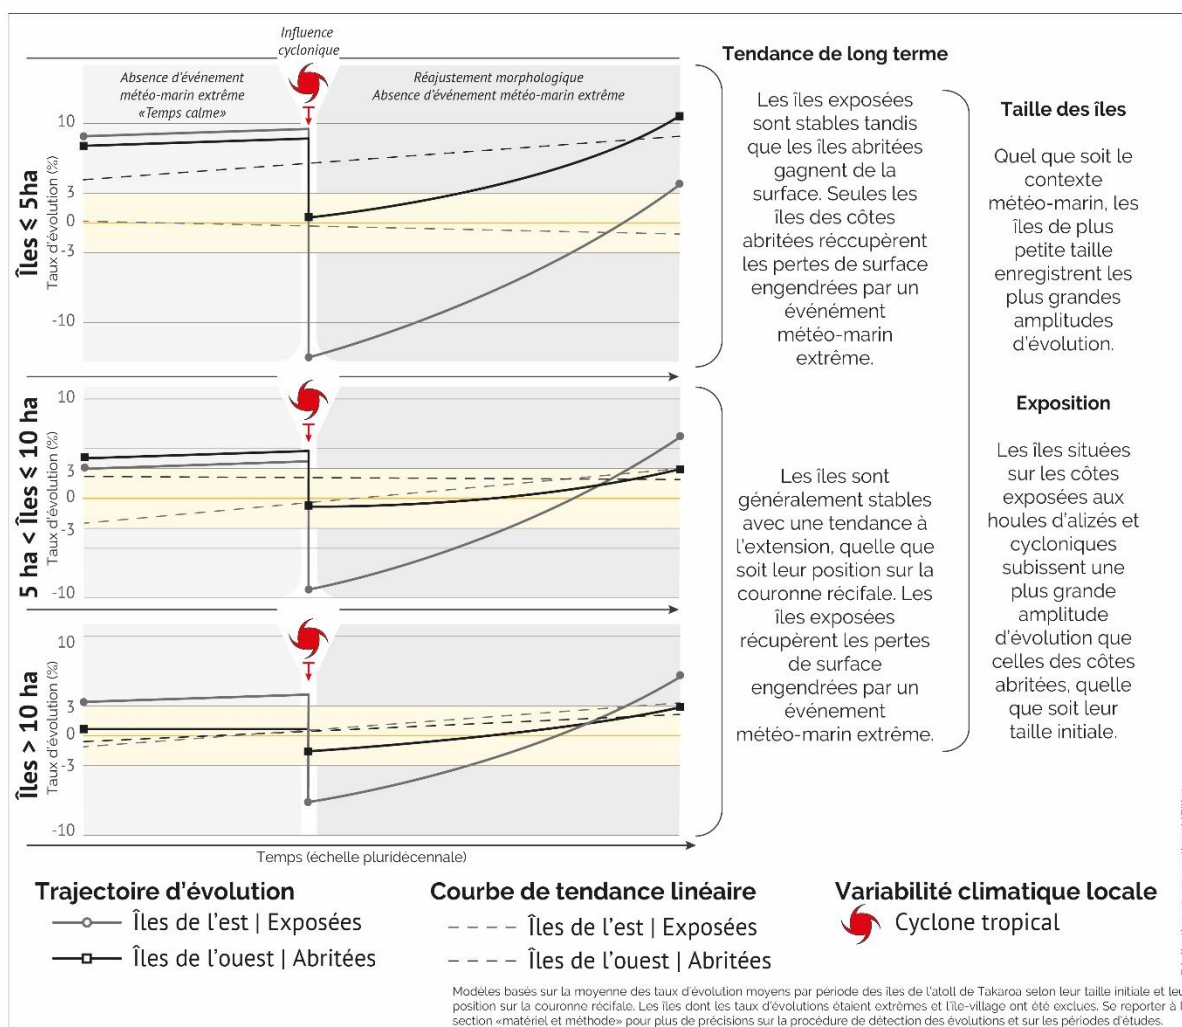 Influence
cyclonique
Absence d'événement
météo-marin extrême
«Temps calme»
Réajustement morphologique
Absence d'événement météo-marin extrême
Îles ⩽ 5ha
Taux d'évolution (%)
10
3
0
-3
-10
5 ha < Îles ⩽ 10 ha
Taux d'évolution (%)
10
3
0
-3
-10
Îles > 10 ha
Taux d'évolution (%)
10
3
0
-3
-10
Temps (échelle pluridécennale)
Tendance de long terme
Les îles exposées
sont stables tandis
que les îles abritées
gagnent de la
surface. Seules les
îles des côtes
abritées réccupèrent
les pertes de surface
engendrées par un
événément
météo-marin
extrême.
Les îles sont
généralement stables
avec une tendance à
l'extension, quelle que
soit leur position sur la
couronne récifale. Les
îles exposées
récupèrent les pertes
de surface
engendrées par un
événement
météo-marin extrême.
Taille des îles
Quel que soit le
contexte
météo-marin, les
îles de plus
petite taille
enregistrent les
plus grandes
amplitudes
d'évolution.
Exposition
Les îles situées
sur les côtes
exposées aux
houles d'alizés et
cycloniques
subissent une
plus grande
amplitude
d'évolution que
celles des côtes
abritées, quelle
que soit leur
taille initiale.
Trajectoire d'évolution
Îles de l'est | Exposées
Îles de l'ouest | Abritées
Courbe de tendance linéaire
Îles de l'est | Exposées
Îles de l'ouest | Abritées
Variabilité climatique locale
Cyclone tropical
Modèles basés sur la moyenne des taux d'évolution moyens par période des îles de l'atoll de Takaroa selon leur taille initiale et leu
position sur la couronne récifale. Les îles dont les taux d'évolutions étaient extrêmes et l'île-village ont été exclues. Se reporter à l
section «matériel et méthode» pour plus de précisions sur la procédure de détection des évolutions et sur les périodes d'études.